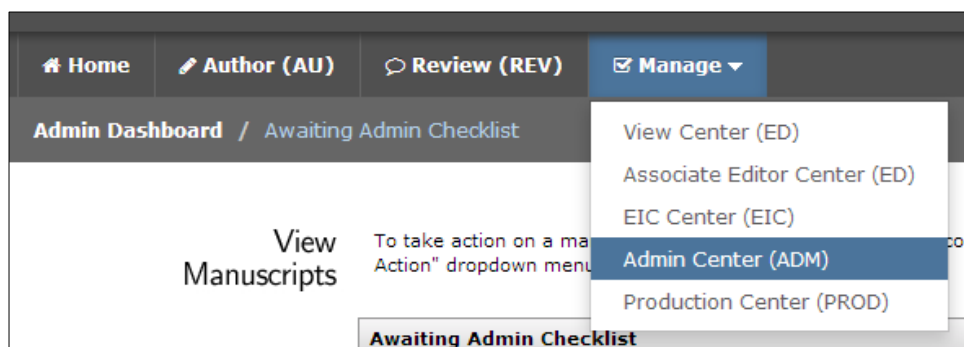 Home Author (AU) Review (REV) Manage
Admin Dashboard / Awaiting Admin Checklist
View Center (ED)
Associate Editor Center (ED)
EIC Center (EIC)
Admin Center (ADM)
Production Center (PROD)
View
Manuscripts
To take action on a ma
Action" dropdown menu
co
Awaiting Admin Checklist